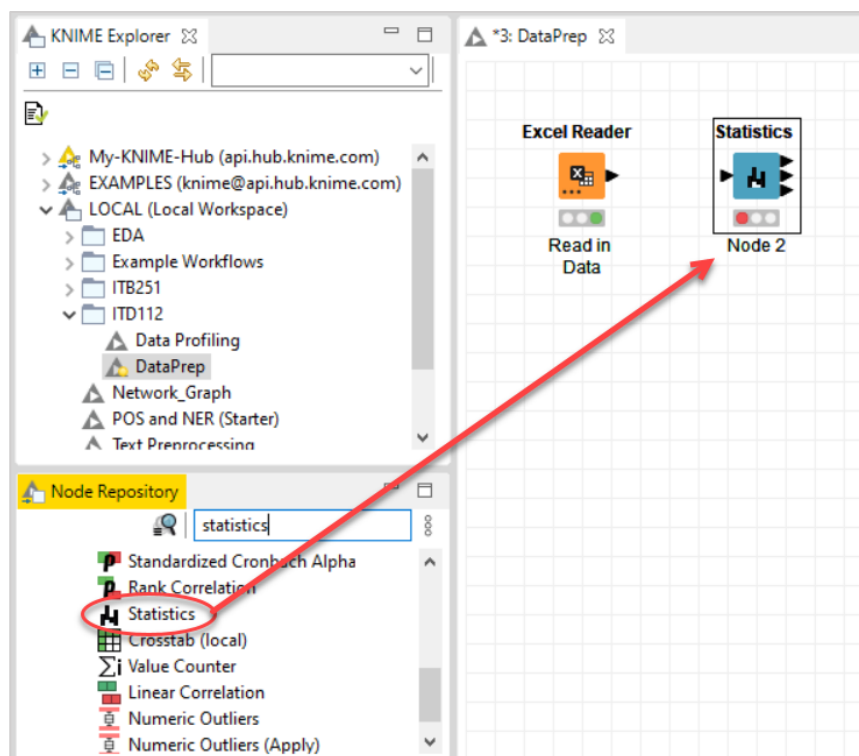 KNIME Explorer
*3: DataPrep
My-KNIME-Hub (api.hub.knime.com)
EXAMPLES (knime@api.hub.knime.com)
LOCAL (Local Workspace)
EDA
Example Workflows
ITB251
ITD112
Data Profiling
DataPrep
Network_Graph
POS and NER (Starter)
Text Preprocessing
Excel Reader
Read in
Data
Statistics
Node 2
Node Repository
statistics
Standardized Cronbach Alpha
Rank Correlation
Statistics
Crosstab (local)
Value Counter
Linear Correlation
Numeric Outliers
Numeric Outliers (Apply)